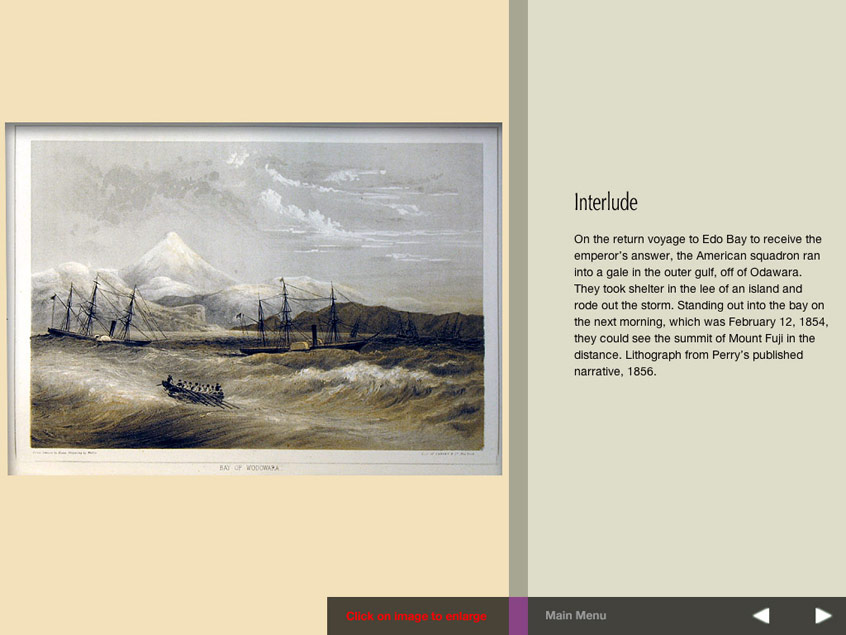 BAY OF WODOWARA
Interlude
On the return voyage to Edo Bay to receive the
emperor's answer, the American squadron ran
into a gale in the outer gulf, off of Odawara.
They took shelter in the lee of an island and
rode out the storm. Standing out into the bay on
the next morning, which was February 12, 1854,
they could see the summit of Mount Fuji in the
distance. Lithograph from Perry's published
narrative, 1856.
Click on image to enlarge
Main Menu